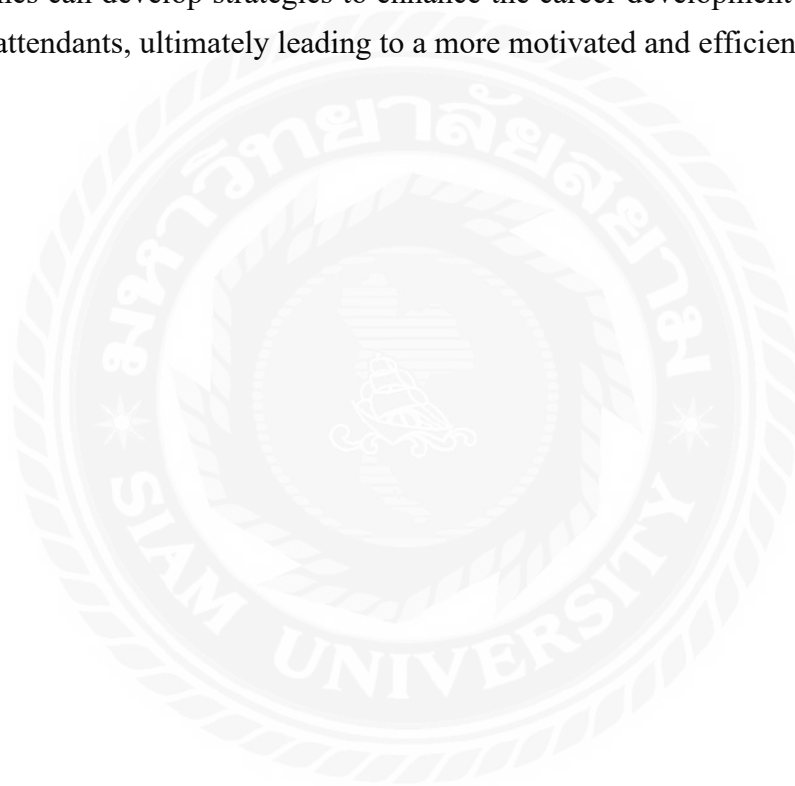 nes can develop strategies to enhance the career development
attendants, ultimately leading to a more motivated and efficien
มหาวิทยาลัยสยาม
SIAM UNIVERSITY